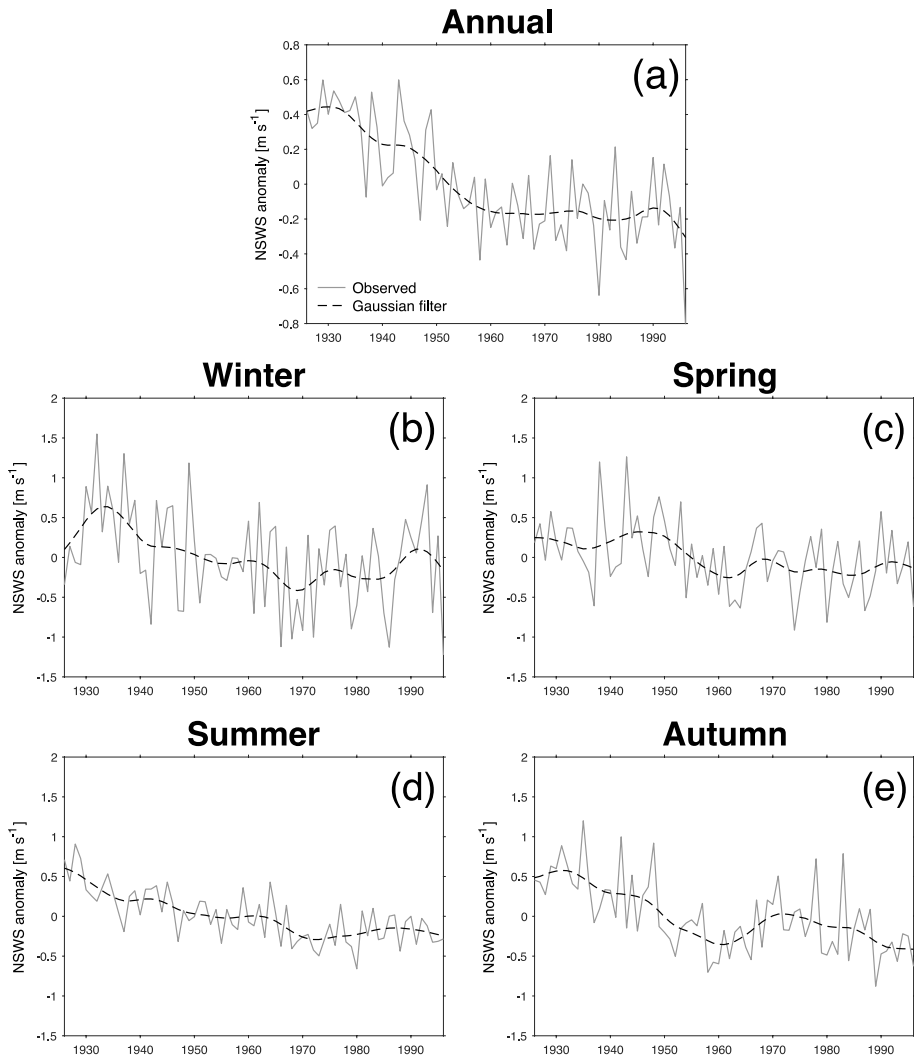 Annual
(a)
NSWS anomaly [m s⁻¹]
0.8
0.6
0.4
0.2
0
-0.2
-0.4
-0.6
-0.8
Observed
Gaussian filter
1930 1940 1950 1960 1970 1980 1990
Winter
(b)
NSWS anomaly [m s⁻¹]
2
1.5
1
0.5
0
-0.5
-1
-1.5
1930 1940 1950 1960 1970 1980 1990
Spring
(c)
NSWS anomaly [m s⁻¹]
2
1.5
1
0.5
0
-0.5
-1
-1.5
1930 1940 1950 1960 1970 1980 1990
Summer
(d)
NSWS anomaly [m s⁻¹]
2
1.5
1
0.5
0
-0.5
-1
-1.5
1930 1940 1950 1960 1970 1980 1990
Autumn
(e)
NSWS anomaly [m s⁻¹]
2
1.5
1
0.5
0
-0.5
-1
-1.5
1930 1940 1950 1960 1970 1980 1990